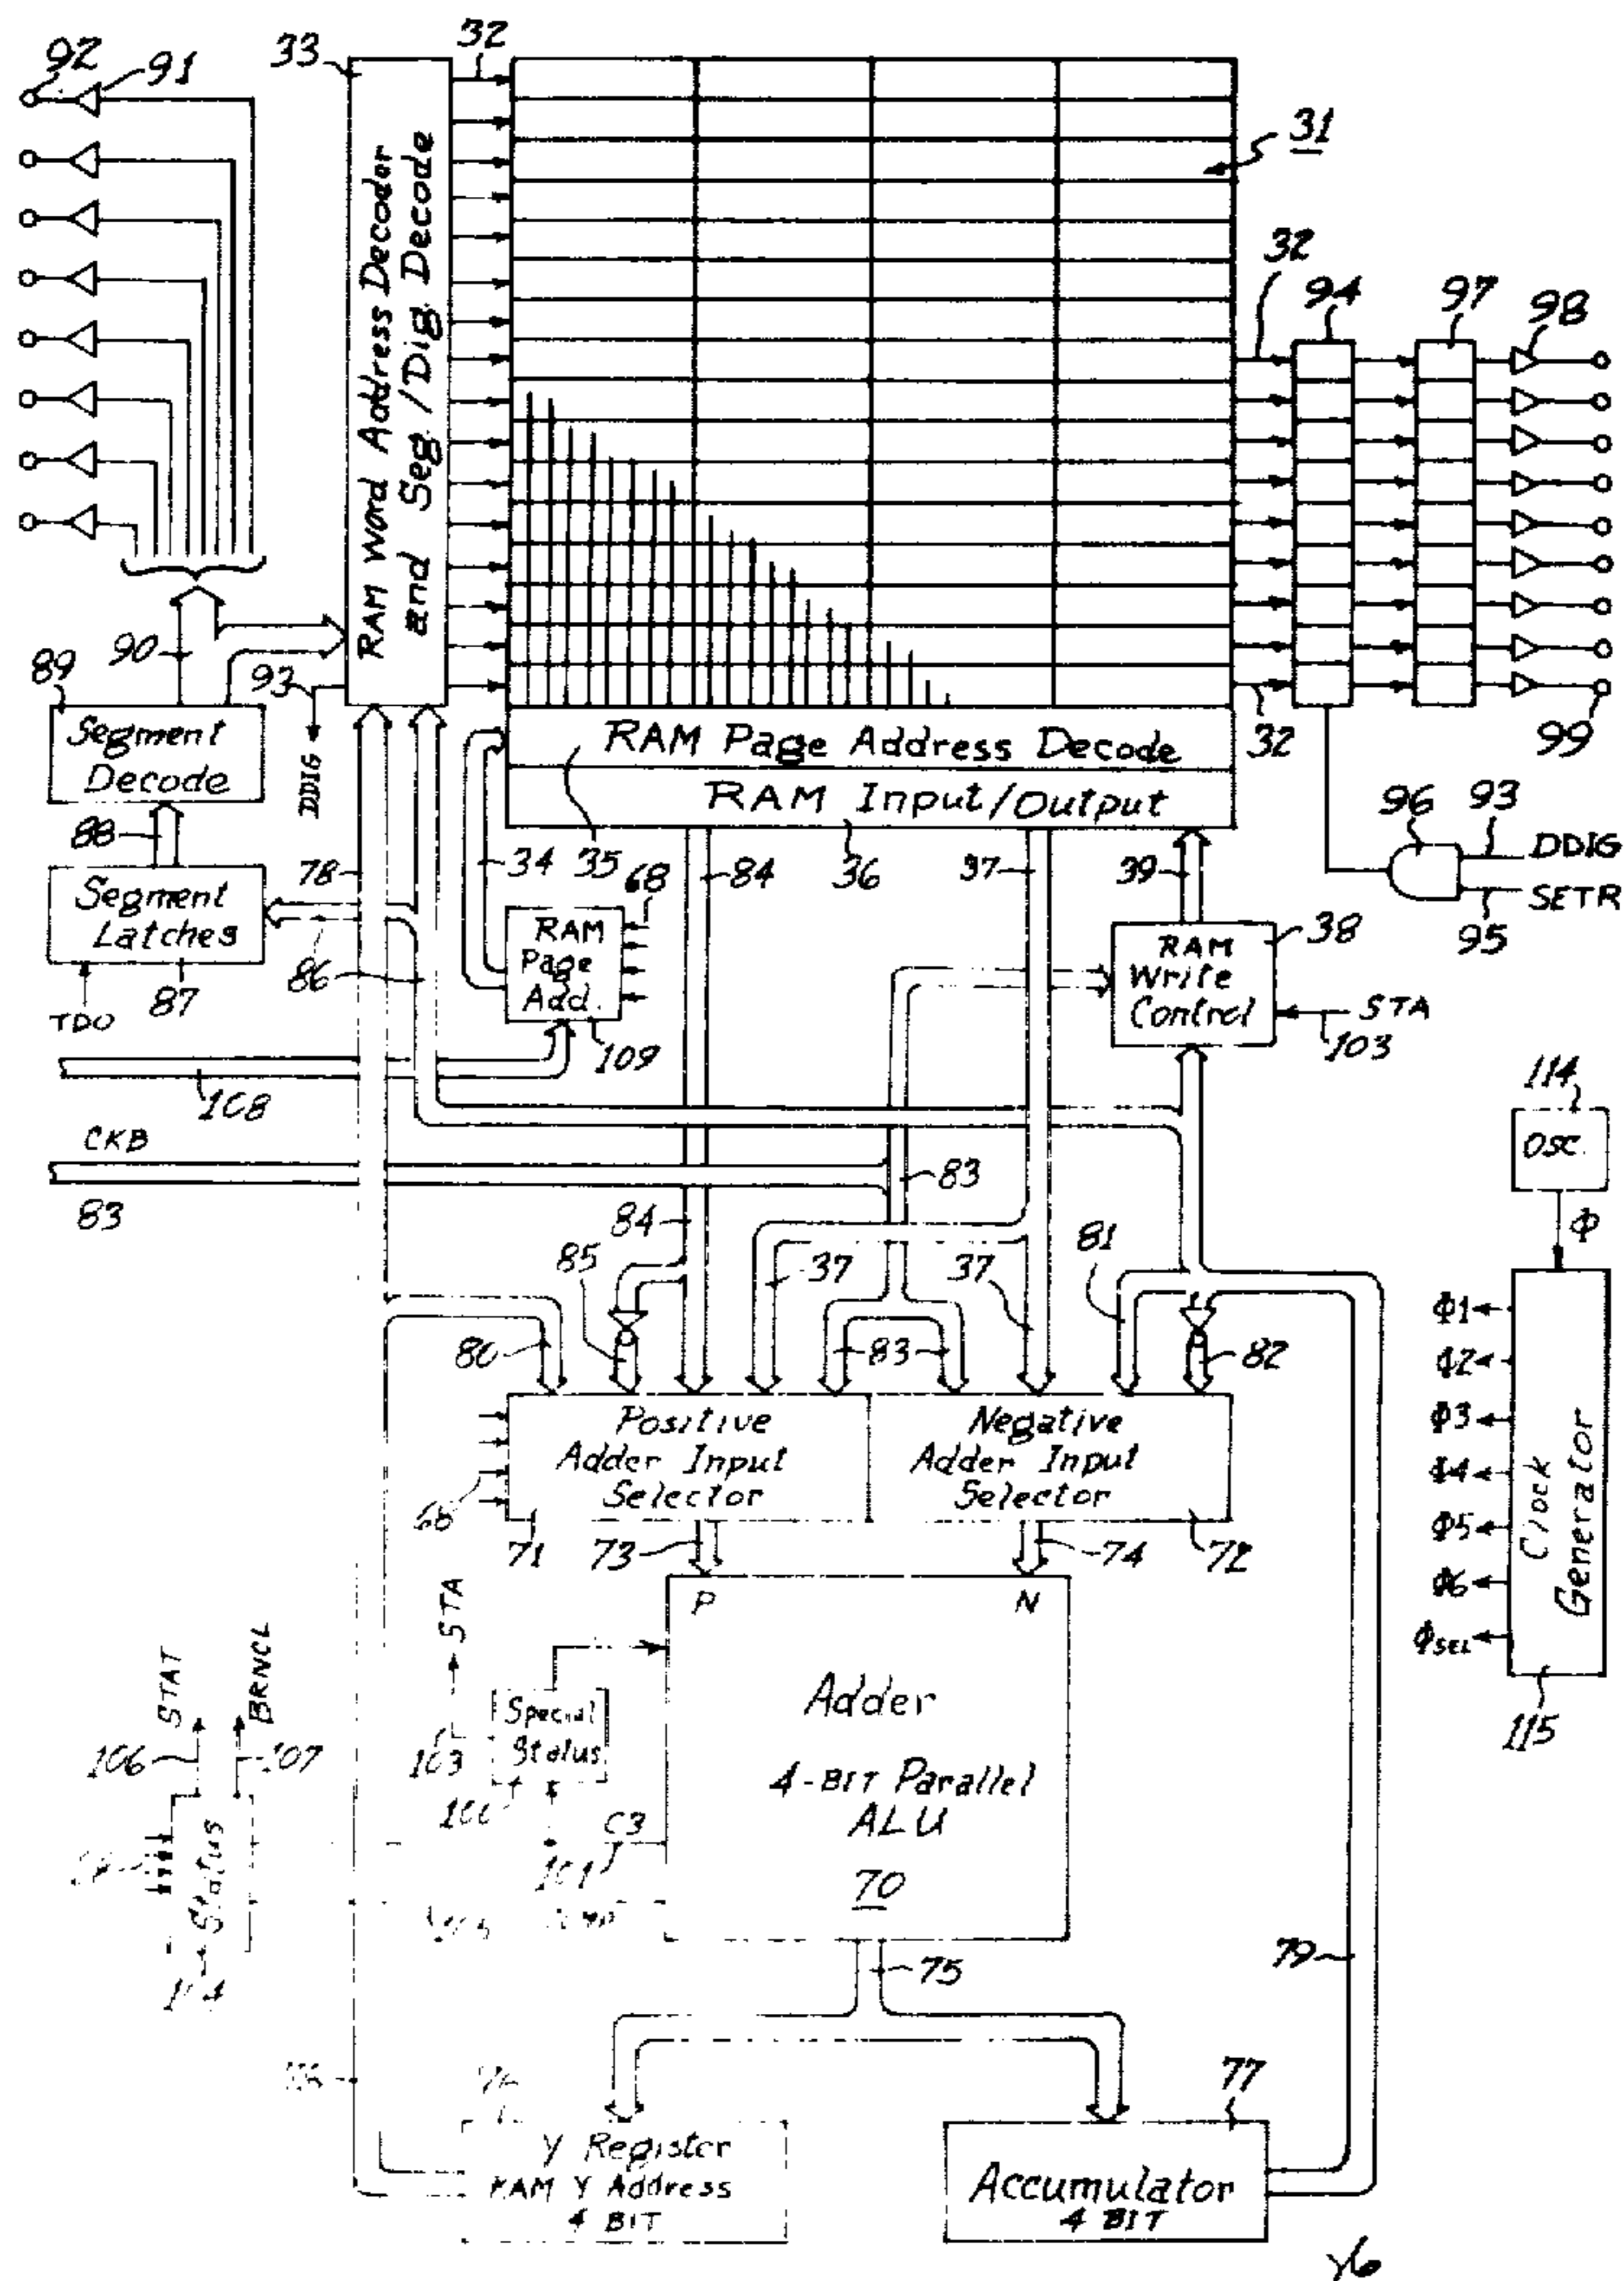 92
91
33
32
31
RAM Word Address Decoder
and Seg/Dig. Decode
32
94
97
98
90
93
89
Segment
Decode
DDIG
RAM Page Address Decode
32
99
RAM Input/Output
88
78
34
35
84
36
37
39
96
93
DDIG
SETR
95
Segment
Latches
86
87
TDO
68
RAM
Page
Add.
109
38
RAM
Write
Control
STA
103
108
CKB
83
114
OSC.
Φ
83
84
85
37
37
81
80
83
82
Φ1
Φ2
Φ3
Φ4
Φ5
Φ6
ΦSEL
Clock
Generator
115
Positive
Adder Input
Selector
Negative
Adder Input
Selector
71
73
74
72
P
N
STA
STAT
BRNCL
106
107
103
Special
Status
C3
101
Adder
4-BIT Parallel
ALU
70
Status
75
79
77
Y Register
RAM Y Address
4 BIT
Accumulator
4 BIT